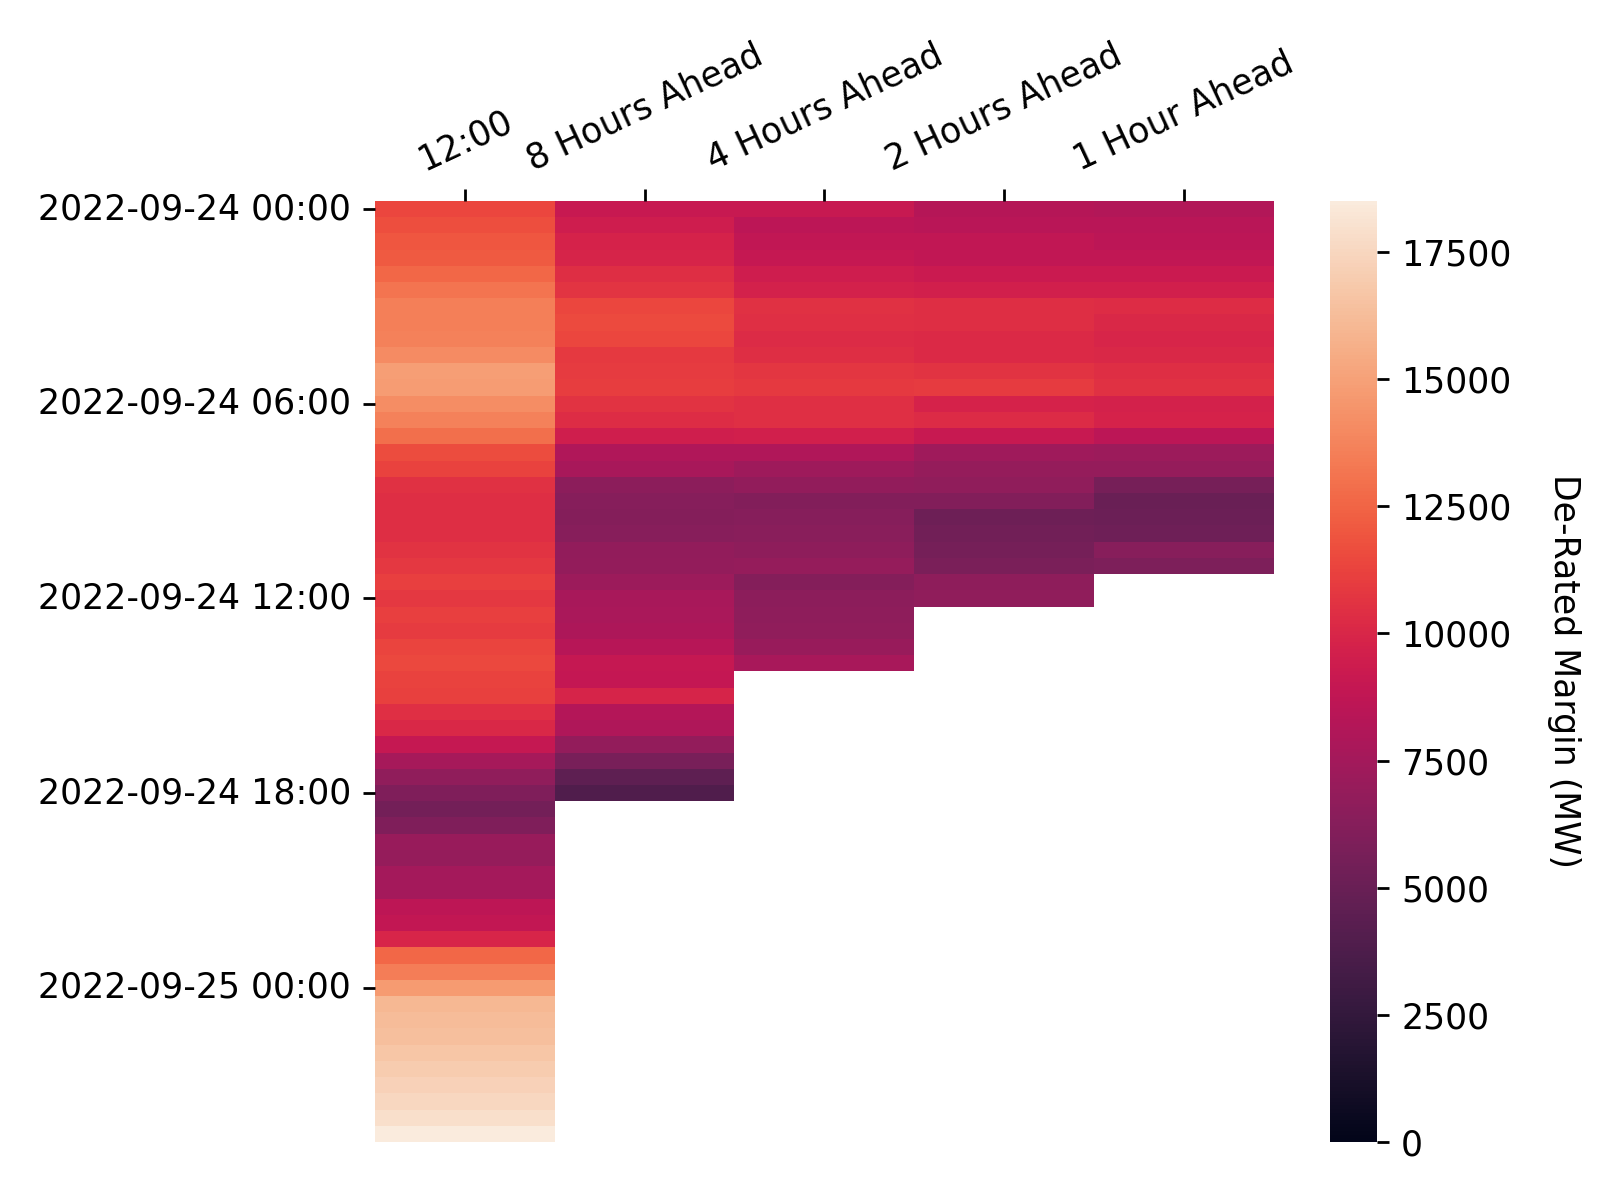 12:00
8 Hours Ahead
4 Hours Ahead
2 Hours Ahead
1 Hour Ahead
2022-09-24 00:00
2022-09-24 06:00
2022-09-24 12:00
2022-09-24 18:00
2022-09-25 00:00
17500
15000
12500
10000
7500
5000
2500
0
De-Rated Margin (MW)